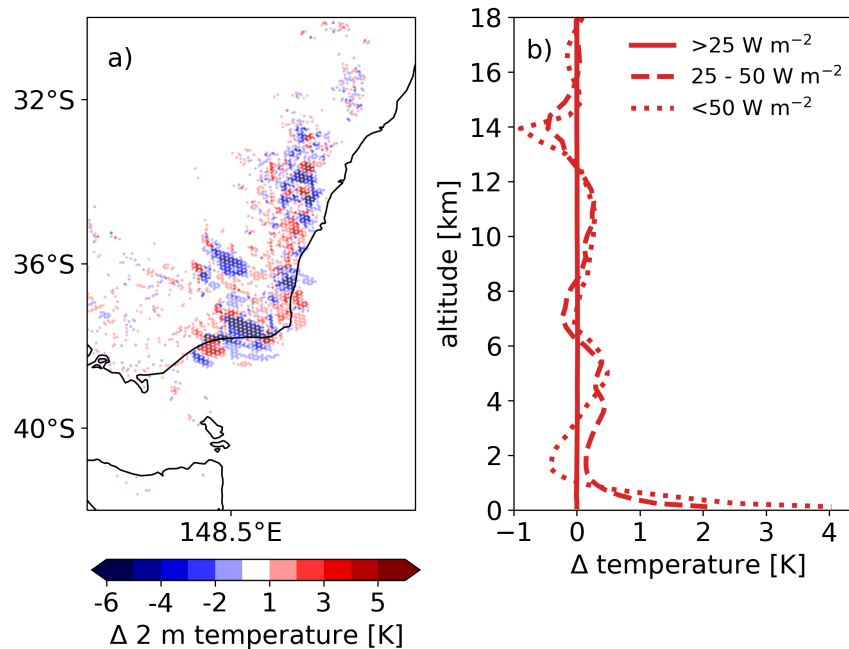 a)
32°S
36°S
40°S
148.5°E
-6 -4 -2 1 3 5
Δ 2 m temperature [K]
b)
>25 W m⁻²
25 - 50 W m⁻²
<50 W m⁻²
18
16
14
12
10
8
6
4
2
0
altitude [km]
−1 0 1 2 3 4
Δ temperature [K]